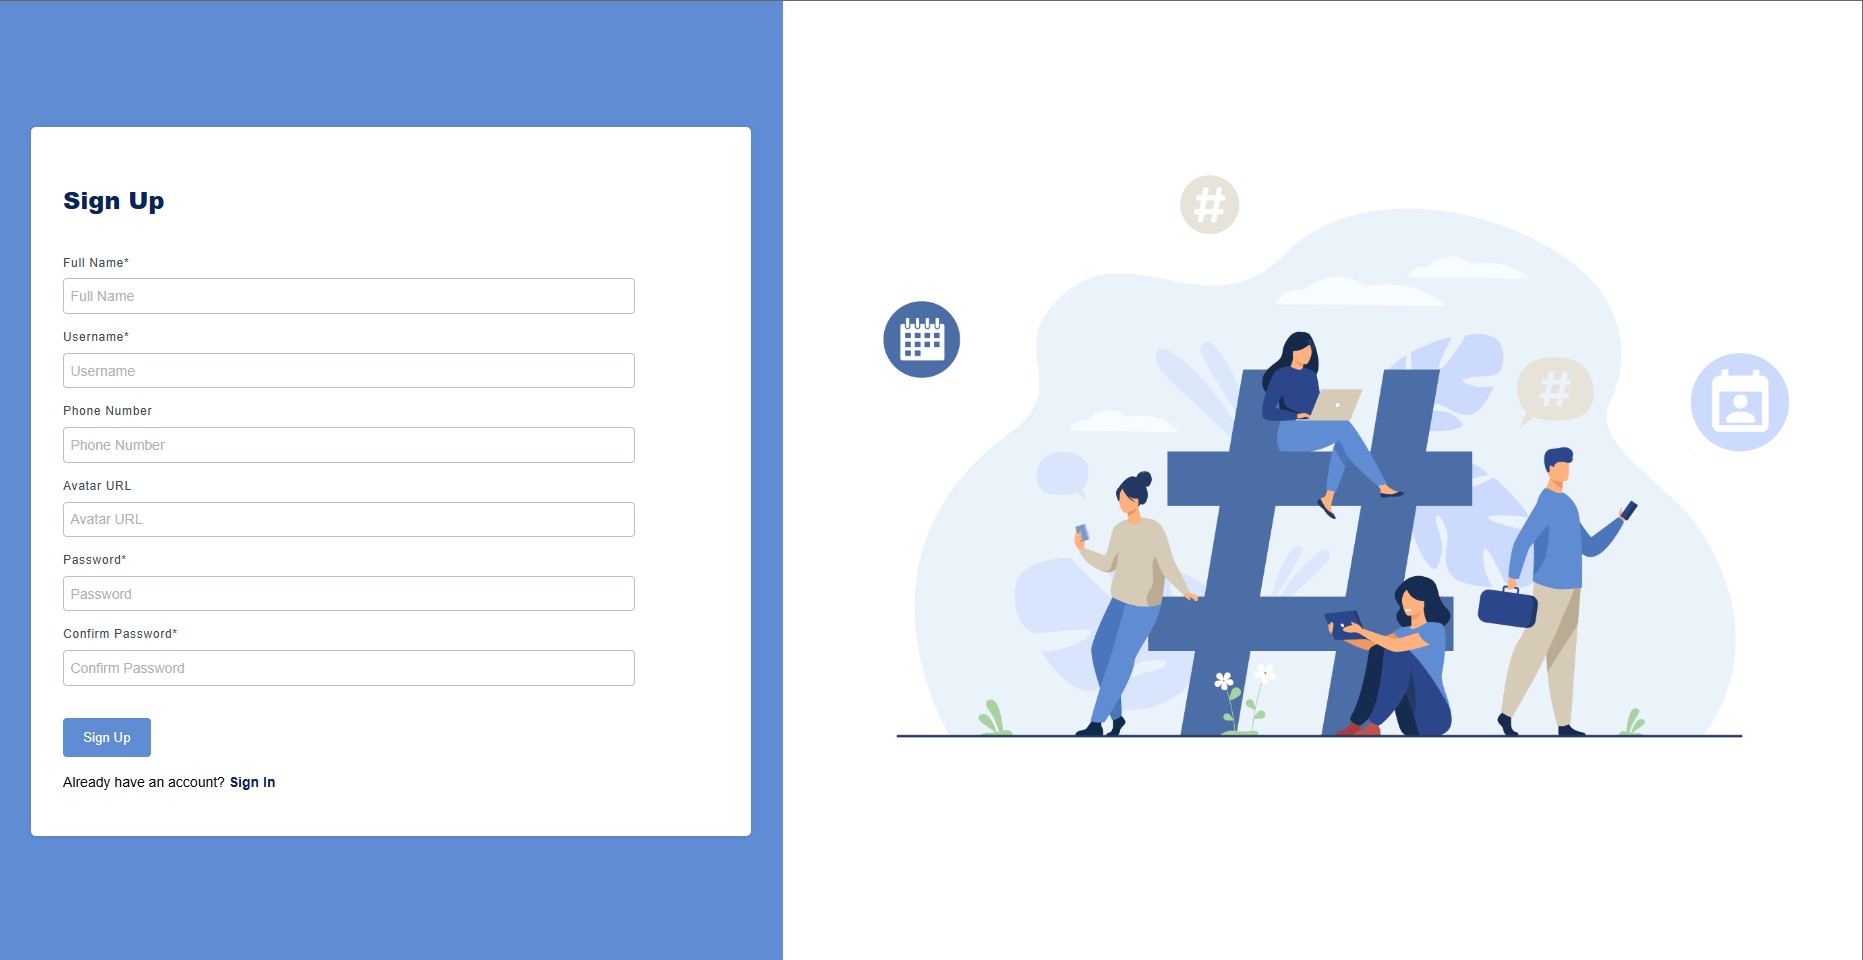 Sign Up
Full Name*
Full Name
Username*
Username
Phone Number
Phone Number
Avatar URL
Avatar URL
Password*
Password
Confirm Password*
Confirm Password
Sign Up
Already have an account? Sign In
#
#
#